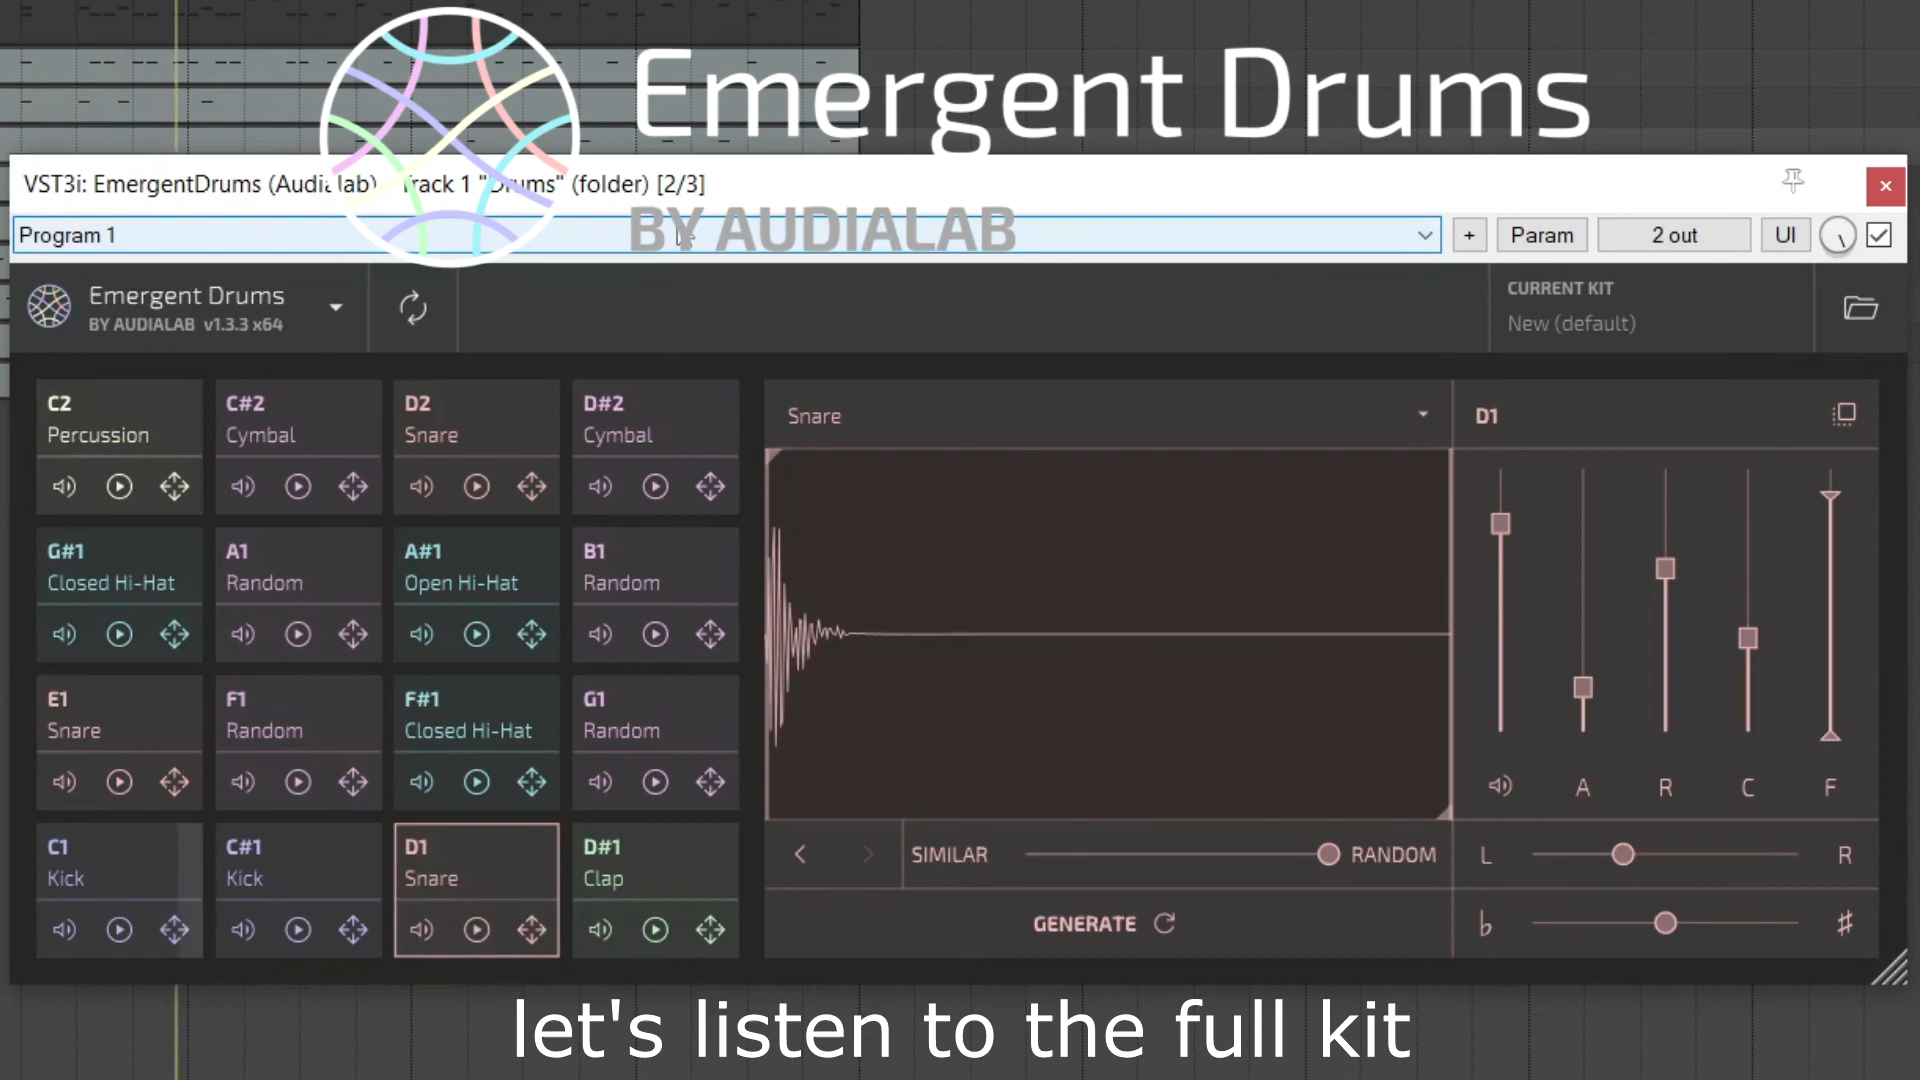 Emergent Drums
BY AUDIALAB
VST3i: EmergentDrums (Audialab) - Track 1 "Drums" (folder) [2/3]
Program 1
+
Param
2 out
UI
Emergent Drums
BY AUDIALAB v1.3.3 x64
CURRENT KIT
New (default)
C2
Percussion
C#2
Cymbal
D2
Snare
D#2
Cymbal
G#1
Closed Hi-Hat
A1
Random
A#1
Open Hi-Hat
B1
Random
E1
Snare
F1
Random
F#1
Closed Hi-Hat
G1
Random
C1
Kick
C#1
Kick
D1
Snare
D#1
Clap
Snare
SIMILAR
RANDOM
GENERATE
D1
A R C F
L R
♭ ♯
let's listen to the full kit